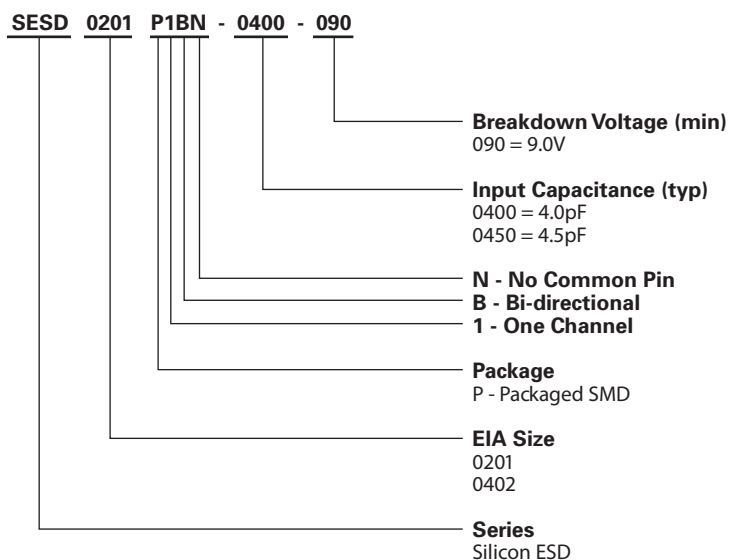 SESD 0201 P1BN - 0400 - 090
Breakdown Voltage (min)
090 = 9.0V
Input Capacitance (typ)
0400 = 4.0pF
0450 = 4.5pF
N - No Common Pin
B - Bi-directional
1 - One Channel
Package
P - Packaged SMD
EIA Size
0201
0402
Series
Silicon ESD